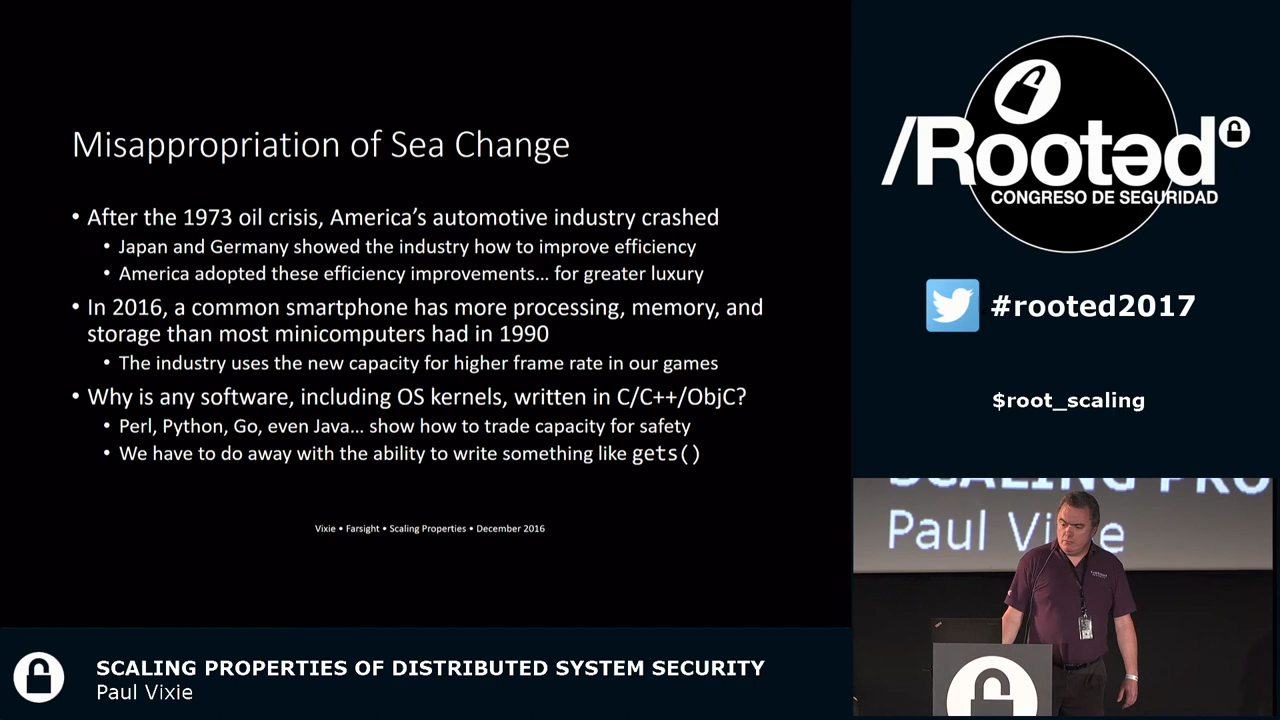 Misappropriation of Sea Change
• After the 1973 oil crisis, America's automotive industry crashed
• Japan and Germany showed the industry how to improve efficiency
• America adopted these efficiency improvements... for greater luxury
• In 2016, a common smartphone has more processing, memory, and
storage than most minicomputers had in 1990
• The industry uses the new capacity for higher frame rate in our games
• Why is any software, including OS kernels, written in C/C++/ObjC?
• Perl, Python, Go, even Java... show how to trade capacity for safety
• We have to do away with the ability to write something like gets()
Vixie • Farsight • Scaling Properties • December 2016
/Rootəd
CONGRESO DE SEGURIDAD
#rooted2017
$root_scaling
SCALING PRO
Paul Vixie
SCALING PROPERTIES OF DISTRIBUTED SYSTEM SECURITY
Paul Vixie